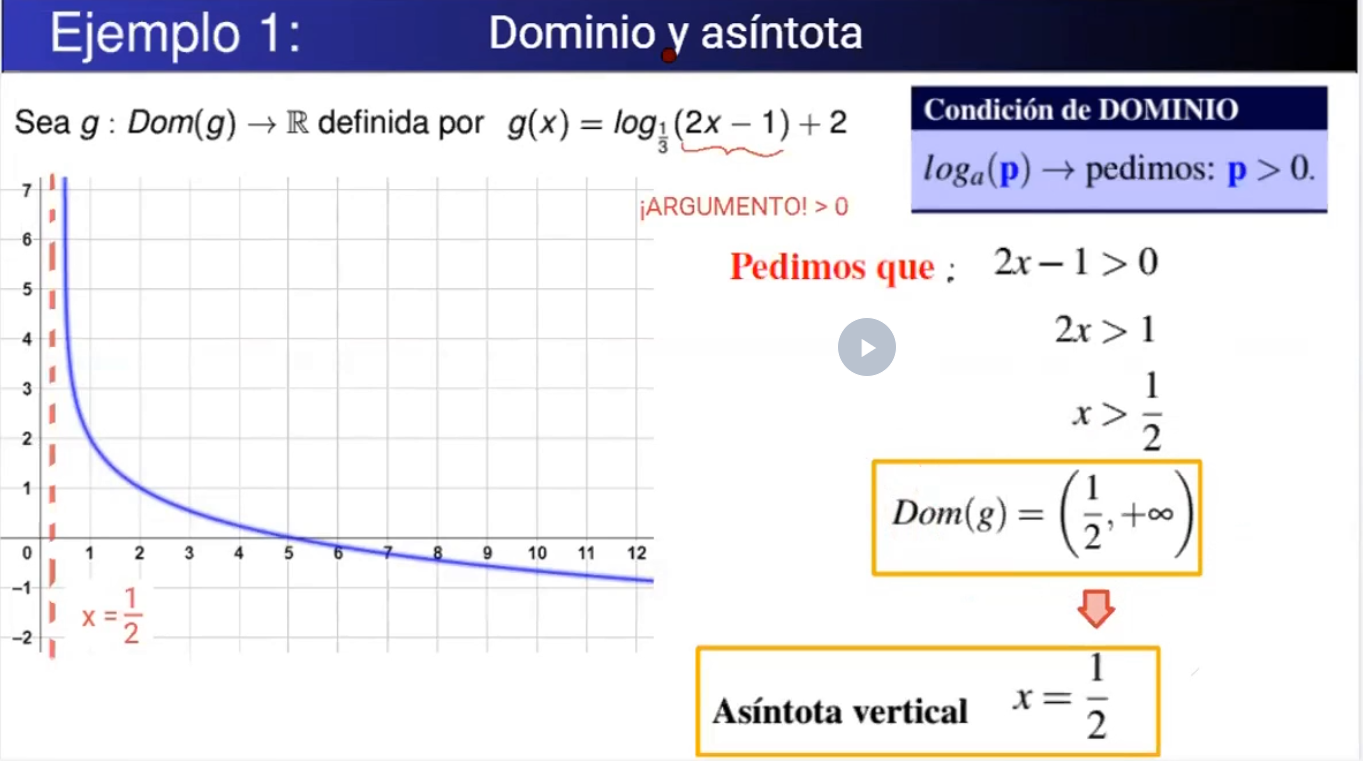 Ejemplo 1: Dominio y asíntota
Sea g : Dom(g) → ℝ definida por g(x) = log_{1/3}(2x − 1) + 2
Condición de DOMINIO
log_a(p) → pedimos: p > 0.
¡ARGUMENTO! > 0
Pedimos que : 2x − 1 > 0
2x > 1
x > 1/2
Dom(g) = (1/2, +∞)
Asíntota vertical x = 1/2
7
6
5
4
3
2
1
0 1 2 3 4 5 6 7 8 9 10 11 12
−1
x = 1/2
−2